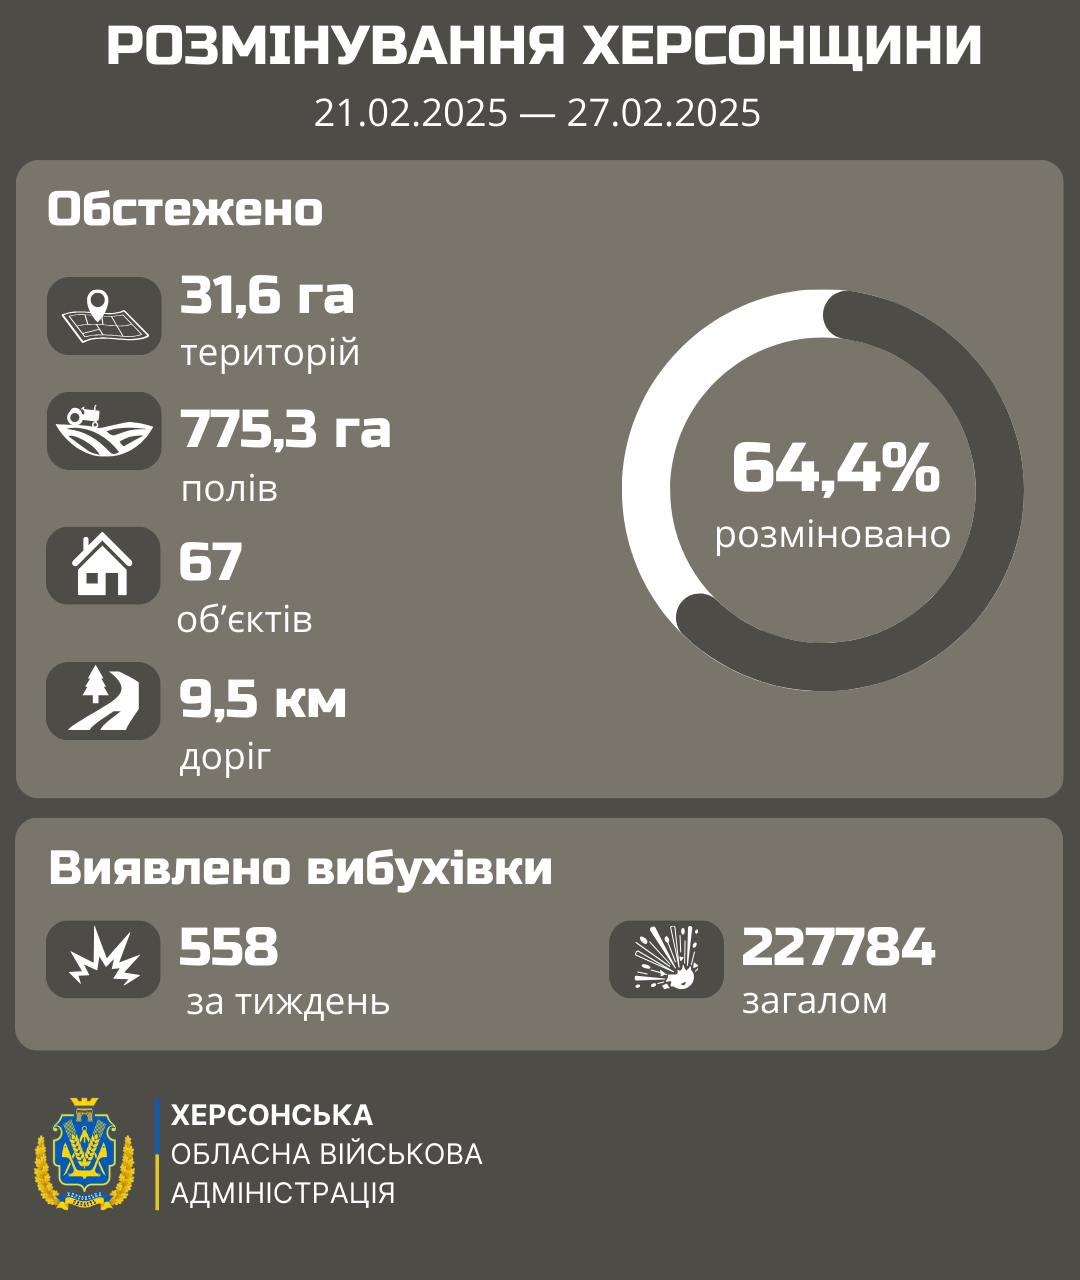 РОЗМІНУВАННЯ ХЕРСОНЩИНИ
21.02.2025 — 27.02.2025
Обстежено
31,6 га
територій
775,3 га
полів
67
об’єктів
9,5 км
доріг
64,4%
розміновано
Виявлено вибухівки
558
за тиждень
227784
загалом
ХЕРСОНСЬКА
ОБЛАСНА ВІЙСЬКОВА
АДМІНІСТРАЦІЯ